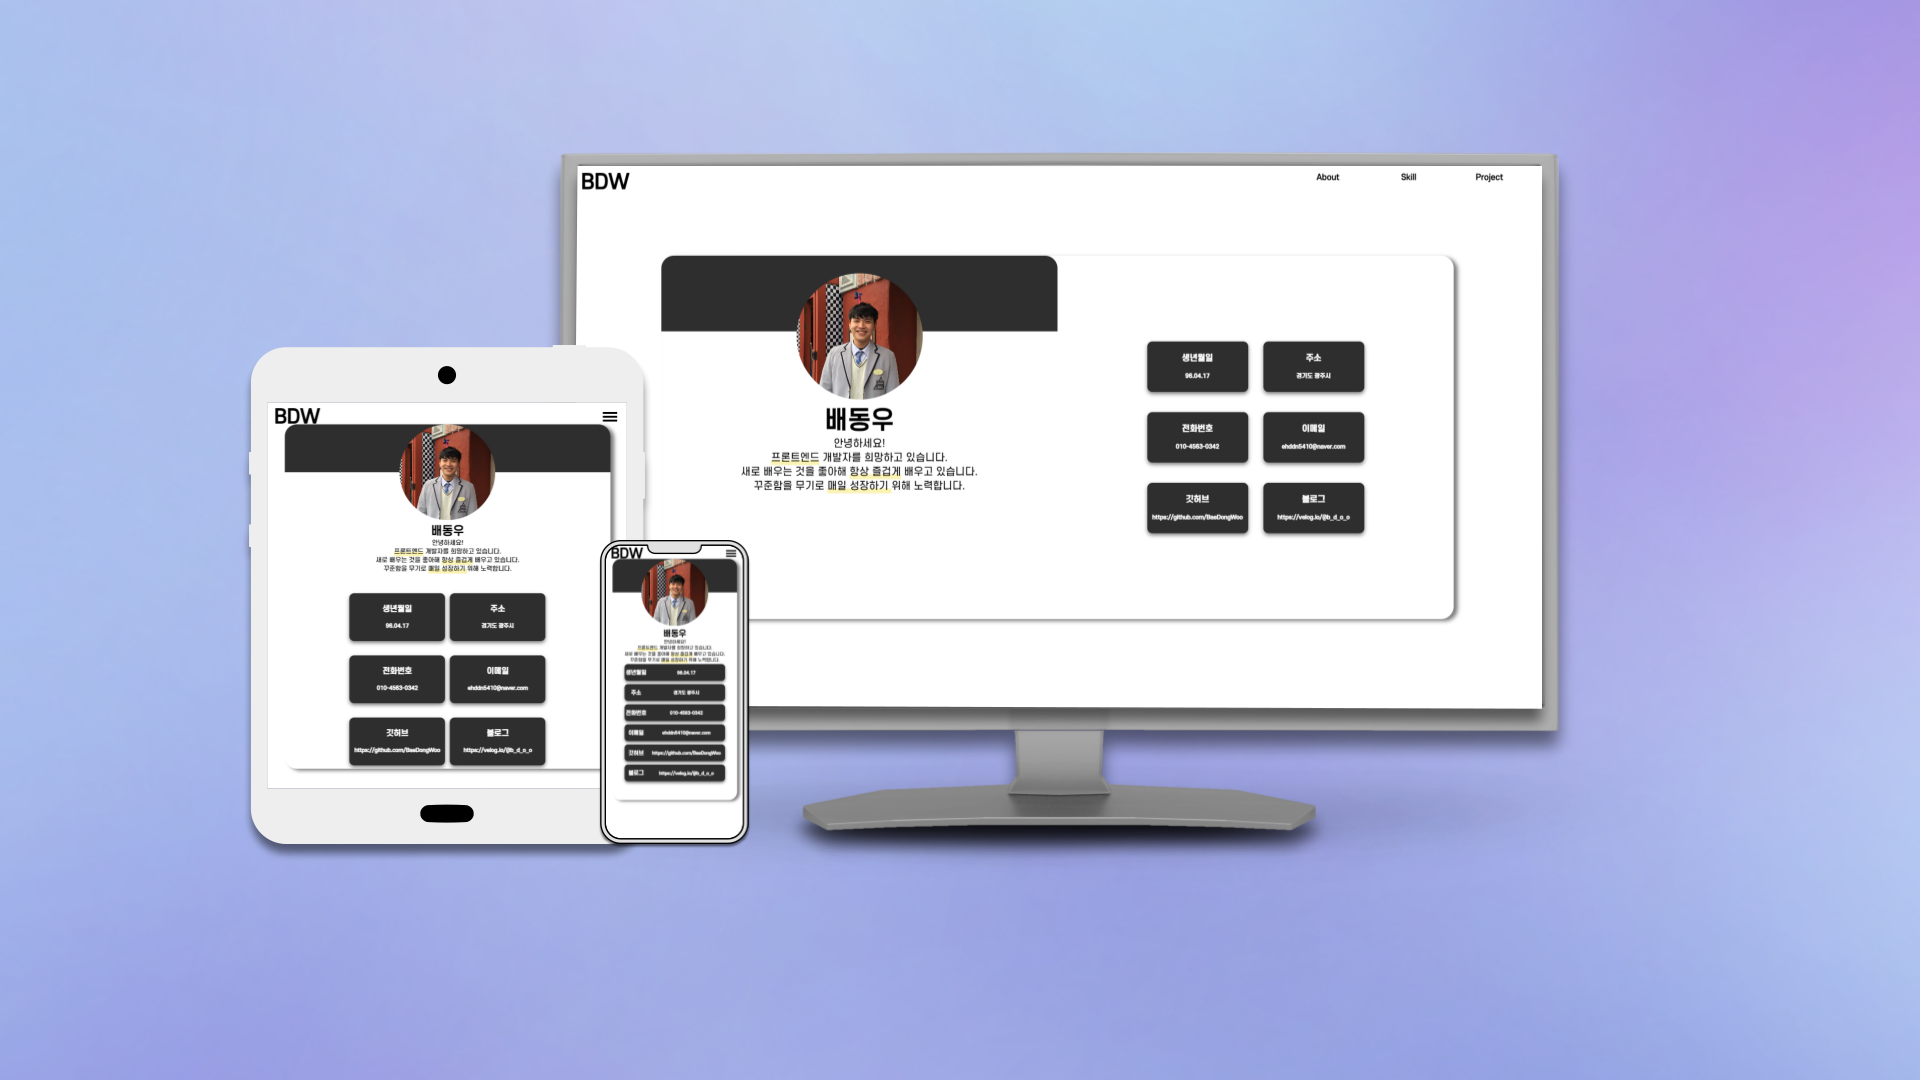 BDW
About
Skill
Project
배동우
안녕하세요!
프론트엔드 개발자를 희망하고 있습니다.
새로 배우는 것을 좋아해 항상 즐겁게 배우고 있습니다.
꾸준함을 무기로 매일 성장하기 위해 노력합니다.
생년월일
96.04.17
주소
경기도 광주시
전화번호
010-4563-0342
이메일
ehddn5410@naver.com
깃허브
https://github.com/BaeDongWoo
블로그
https://velog.io/@b_d_o_o
BDW
배동우
안녕하세요!
프론트엔드 개발자를 희망하고 있습니다.
새로 배우는 것을 좋아해 항상 즐겁게 배우고 있습니다.
꾸준함을 무기로 매일 성장하기 위해 노력합니다.
생년월일
96.04.17
주소
경기도 광주시
전화번호
010-4563-0342
이메일
ehddn5410@naver.com
깃허브
https://github.com/BaeDongWoo
블로그
https://velog.io/@b_d_o_o
BDW
배동우
안녕하세요!
프론트엔드 개발자를 희망하고 있습니다.
새로 배우는 것을 좋아해 항상 즐겁게 배우고 있습니다.
꾸준함을 무기로 매일 성장하기 위해 노력합니다.
생년월일 96.04.17
주소 경기도 광주시
전화번호 010-4563-0342
이메일 ehddn5410@naver.com
깃허브 https://github.com/BaeDongWoo
블로그 https://velog.io/@b_d_o_o